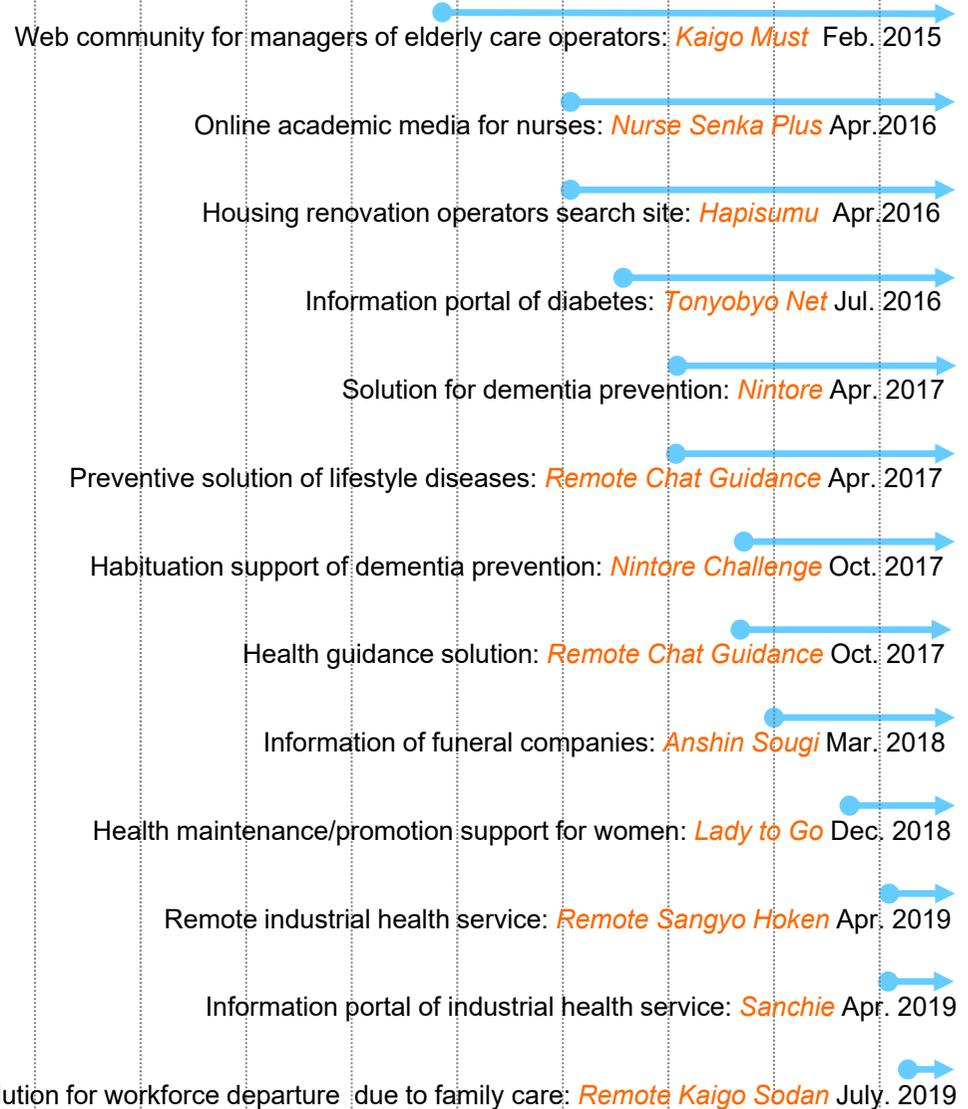 Web community for managers of elderly care operators: Kaigo Must Feb. 2015
Online academic media for nurses: Nurse Senka Plus Apr.2016
Housing renovation operators search site: Hapisumu Apr.2016
Information portal of diabetes: Tonyobyo Net Jul. 2016
Solution for dementia prevention: Nintore Apr. 2017
Preventive solution of lifestyle diseases: Remote Chat Guidance Apr. 2017
Habituation support of dementia prevention: Nintore Challenge Oct. 2017
Health guidance solution: Remote Chat Guidance Oct. 2017
Information of funeral companies: Anshin Sougi Mar. 2018
Health maintenance/promotion support for women: Lady to Go Dec. 2018
Remote industrial health service: Remote Sangyo Hoken Apr. 2019
Information portal of industrial health service: Sanchie Apr. 2019
for workforce departure due to family care: Remote Kaigo Sodan July. 2019